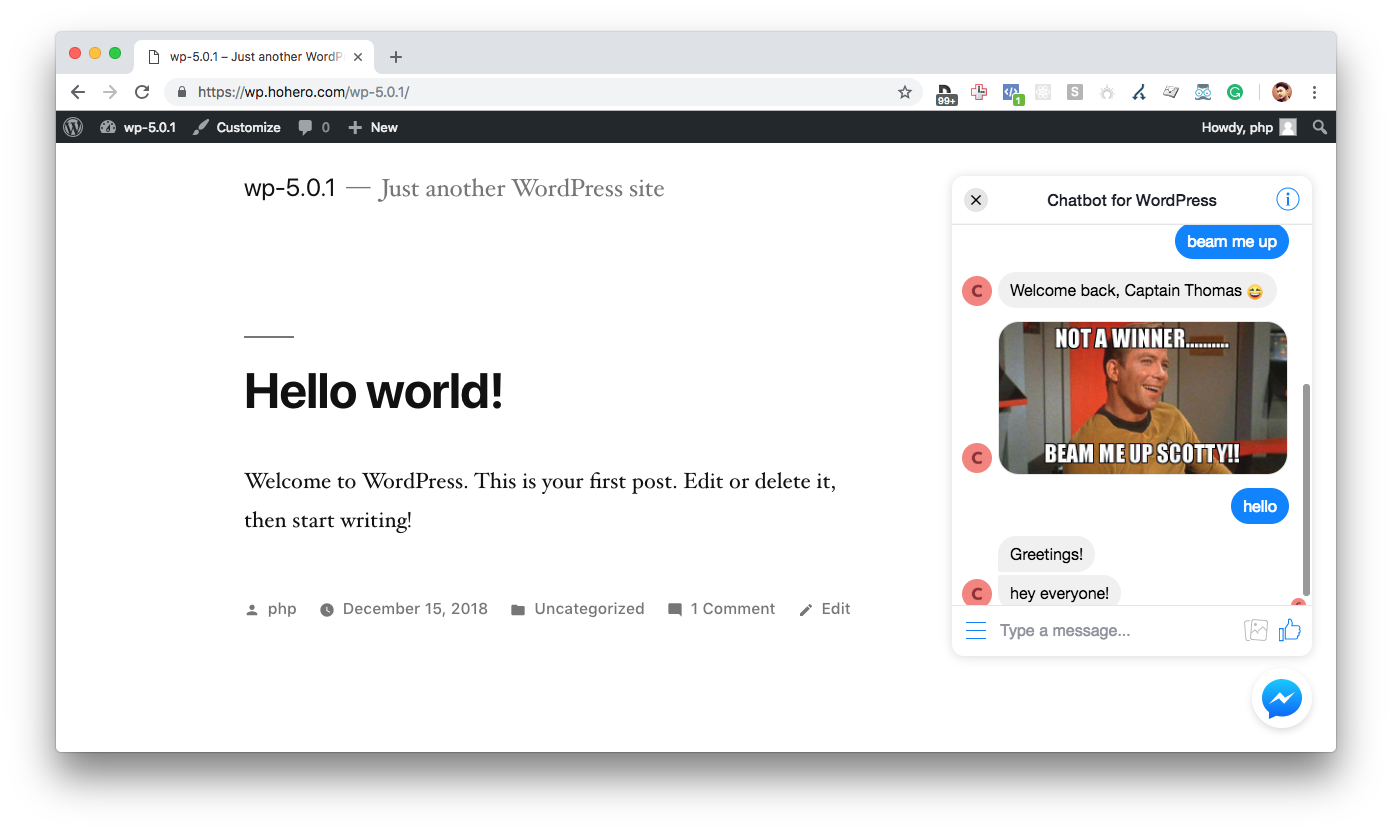 wp-5.0.1 – Just another WordP
https://wp.hohero.com/wp-5.0.1/
99+
1
S
wp-5.0.1 Customize 0 New
Howdy, php
wp-5.0.1 — Just another WordPress site
Hello world!
Welcome to WordPress. This is your first post. Edit or delete it,
then start writing!
php December 15, 2018 Uncategorized 1 Comment Edit
Chatbot for WordPress
beam me up
C
Welcome back, Captain Thomas 😄
NOT A WINNER..........
BEAM ME UP SCOTTY!!
C
hello
Greetings!
C
hey everyone!
Type a message...